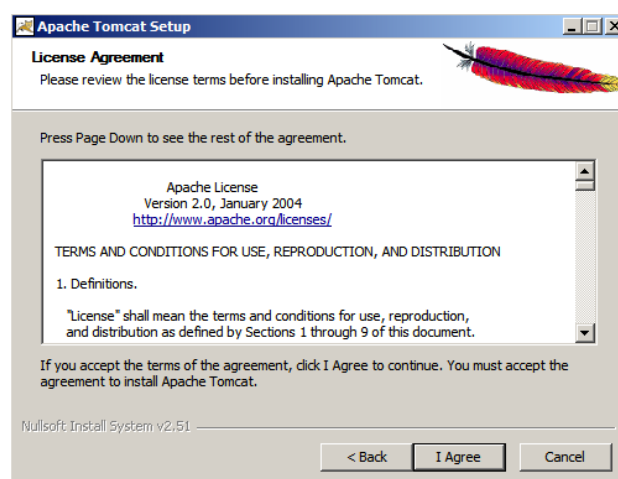 Apache Tomcat Setup
License Agreement
Please review the license terms before installing Apache Tomcat.
Press Page Down to see the rest of the agreement.
Apache License
Version 2.0, January 2004
http://www.apache.org/licenses/
TERMS AND CONDITIONS FOR USE, REPRODUCTION, AND DISTRIBUTION
1. Definitions.
"License" shall mean the terms and conditions for use, reproduction,
and distribution as defined by Sections 1 through 9 of this document.
If you accept the terms of the agreement, click I Agree to continue. You must accept the
agreement to install Apache Tomcat.
Nullsoft Install System v2.51
< Back I Agree Cancel